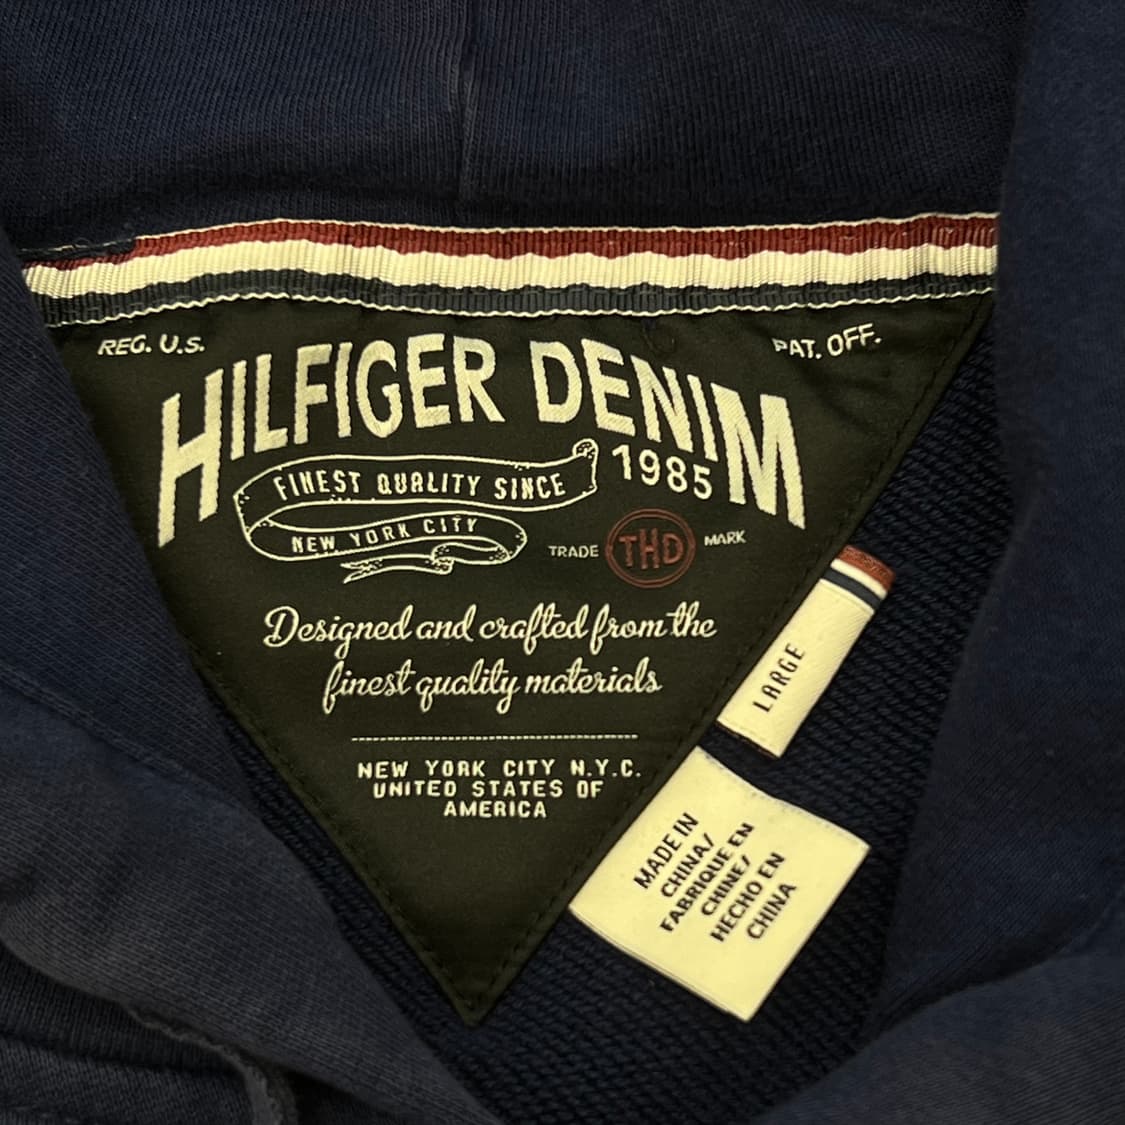 REG. U.S.
PAT. OFF.
HILFIGER DENIM
FINEST QUALITY SINCE
1985
NEW YORK CITY
TRADE THD MARK
Designed and crafted from the
finest quality materials
NEW YORK CITY N.Y.C.
UNITED STATES OF
AMERICA
LARGE
MADE IN
CHINA/
FABRIQUE EN
CHINE/
HECHO EN
CHINA